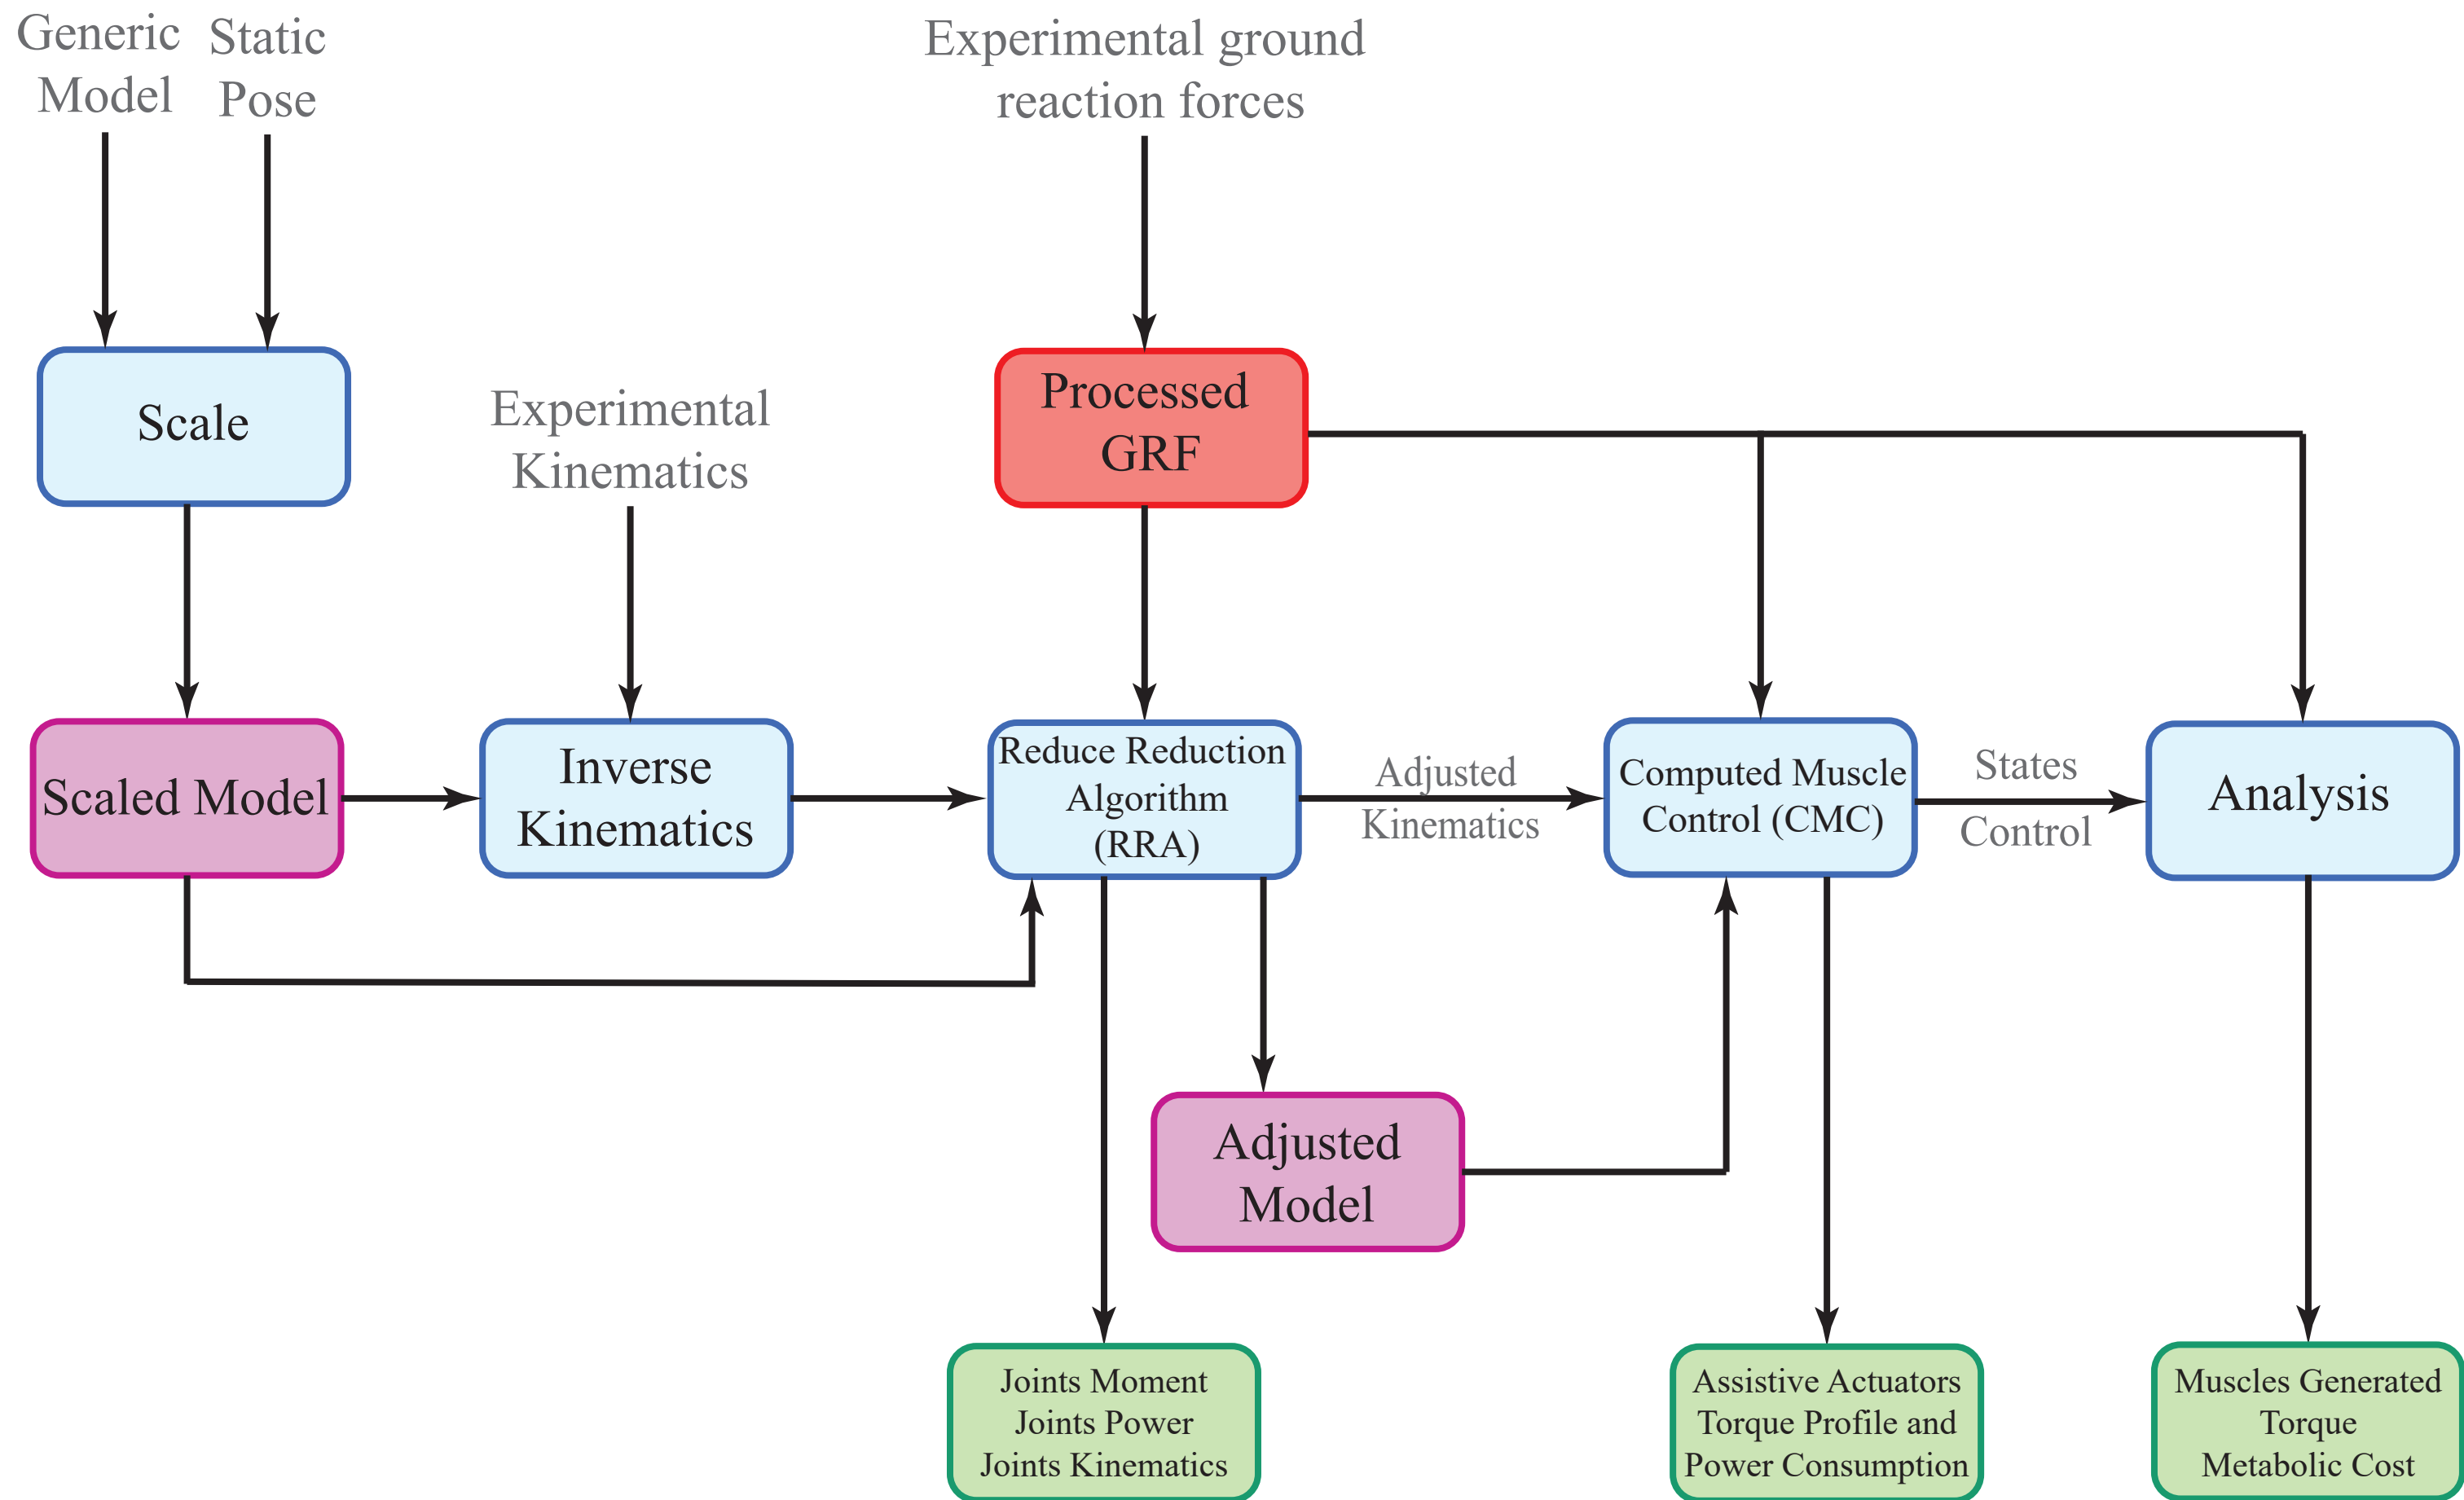 Generic
Model
Static
Pose
Experimental ground
reaction forces
Scale
Experimental
Kinematics
Processed
GRF
Scaled Model
Inverse
Kinematics
Reduce Reduction
Algorithm
(RRA)
Adjusted
Kinematics
Computed Muscle
Control (CMC)
States
Control
Analysis
Adjusted
Model
Joints Moment
Joints Power
Joints Kinematics
Assistive Actuators
Torque Profile and
Power Consumption
Muscles Generated
Torque
Metabolic Cost